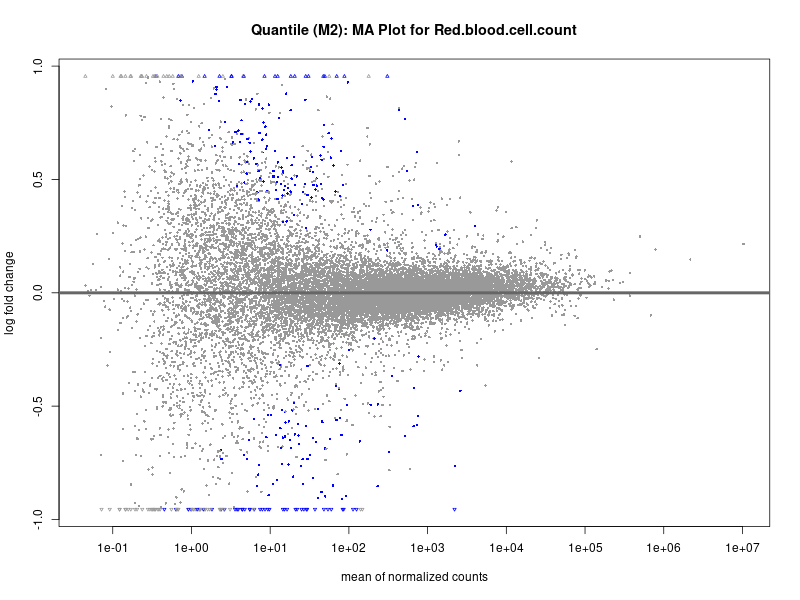 Quantile (M2): MA Plot for Red.blood.cell.count
log fold change
1.0
0.5
0.0
-0.5
-1.0
1e-01 1e+00 1e+01 1e+02 1e+03 1e+04 1e+05 1e+06 1e+07
mean of normalized counts